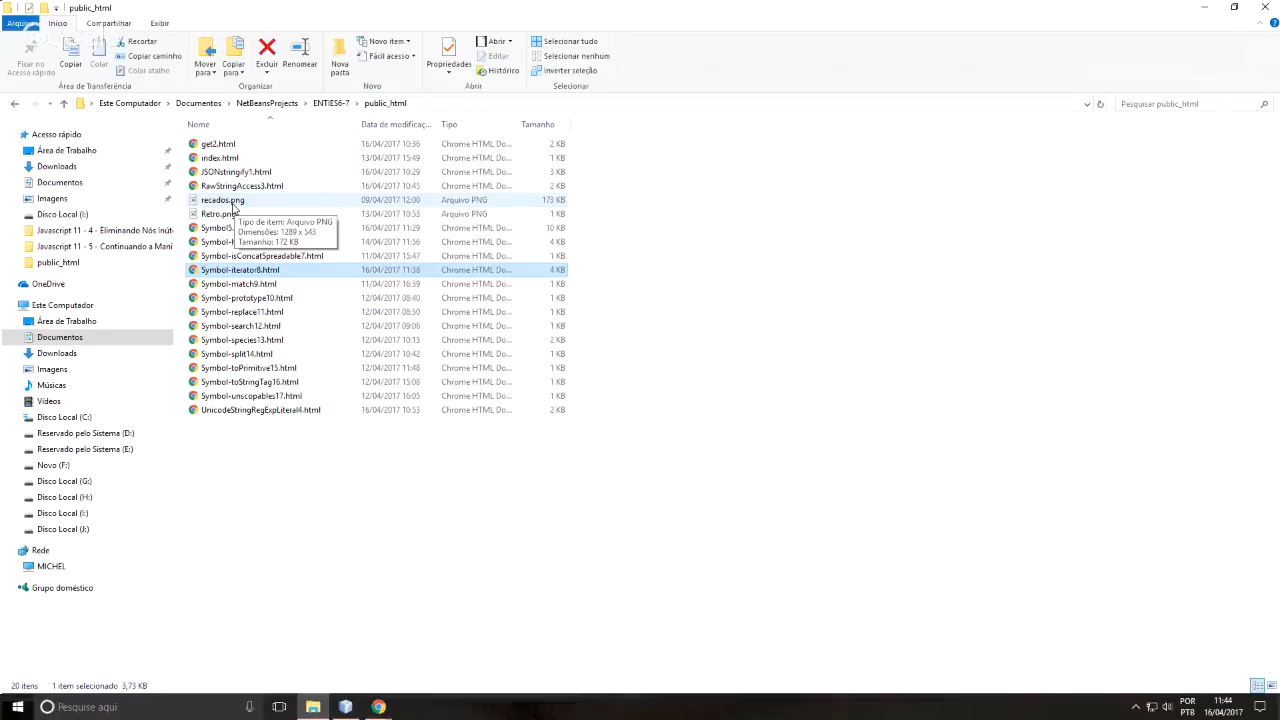 public_html
Arquivo Início Compartilhar Exibir
Fixar no Acesso rápido
Copiar
Colar
Recortar
Copiar caminho
Colar atalho
Área de Transferência
Mover para
Copiar para
Excluir
Renomear
Organizar
Nova pasta
Novo item
Fácil acesso
Novo
Propriedades
Abrir
Editar
Histórico
Abrir
Selecionar tudo
Selecionar nenhum
Inverter seleção
Selecionar
Este Computador > Documentos > NetBeansProjects > ENTIES6-7 > public_html
Pesquisar public_html
Acesso rápido
Área de Trabalho
Downloads
Documentos
Imagens
Disco Local (I:)
Javascript 11 - 4 - Eliminando Nós Inút
Javascript 11 - 5 - Continuando a Mani
public_html
OneDrive
Este Computador
Área de Trabalho
Documentos
Downloads
Imagens
Músicas
Vídeos
Disco Local (C:)
Reservado pelo Sistema (D:)
Reservado pelo Sistema (E:)
Novo (F:)
Disco Local (G:)
Disco Local (H:)
Disco Local (I:)
Disco Local (J:)
Rede
MICHEL
Grupo doméstico
Nome Data de modificaç... Tipo Tamanho
get2.html 16/04/2017 10:36 Chrome HTML Do... 2 KB
index.html 13/04/2017 15:49 Chrome HTML Do... 1 KB
JSONstringify1.html 16/04/2017 10:29 Chrome HTML Do... 3 KB
RawStringAccess3.html 16/04/2017 10:45 Chrome HTML Do... 2 KB
recados.png 09/04/2017 12:00 Arquivo PNG 173 KB
Retro.png 13/04/2017 10:53 Arquivo PNG 1 KB
Symbol5. 16/04/2017 11:29 Chrome HTML Do... 10 KB
Symbol-h 14/04/2017 11:56 Chrome HTML Do... 4 KB
Symbol-isConcatSpreadable7.html 11/04/2017 15:47 Chrome HTML Do... 1 KB
Symbol-iterator8.html 16/04/2017 11:38 Chrome HTML Do... 4 KB
Symbol-match9.html 11/04/2017 16:39 Chrome HTML Do... 1 KB
Symbol-prototype10.html 12/04/2017 08:40 Chrome HTML Do... 1 KB
Symbol-replace11.html 12/04/2017 08:50 Chrome HTML Do... 1 KB
Symbol-search12.html 12/04/2017 09:06 Chrome HTML Do... 1 KB
Symbol-species13.html 12/04/2017 10:15 Chrome HTML Do... 2 KB
Symbol-split14.html 12/04/2017 10:42 Chrome HTML Do... 1 KB
Symbol-toPrimitive15.html 12/04/2017 11:48 Chrome HTML Do... 1 KB
Symbol-toStringTag16.html 12/04/2017 15:08 Chrome HTML Do... 1 KB
Symbol-unscopables17.html 12/04/2017 16:05 Chrome HTML Do... 1 KB
UnicodeStringRegExpLiteral4.html 16/04/2017 10:53 Chrome HTML Do... 2 KB
Tipo de item: Arquivo PNG
Dimensões: 1289 x 543
Tamanho: 172 KB
20 itens 1 item selecionado 3,73 KB
Pesquise aqui
POR
PTB
11:44
16/04/2017